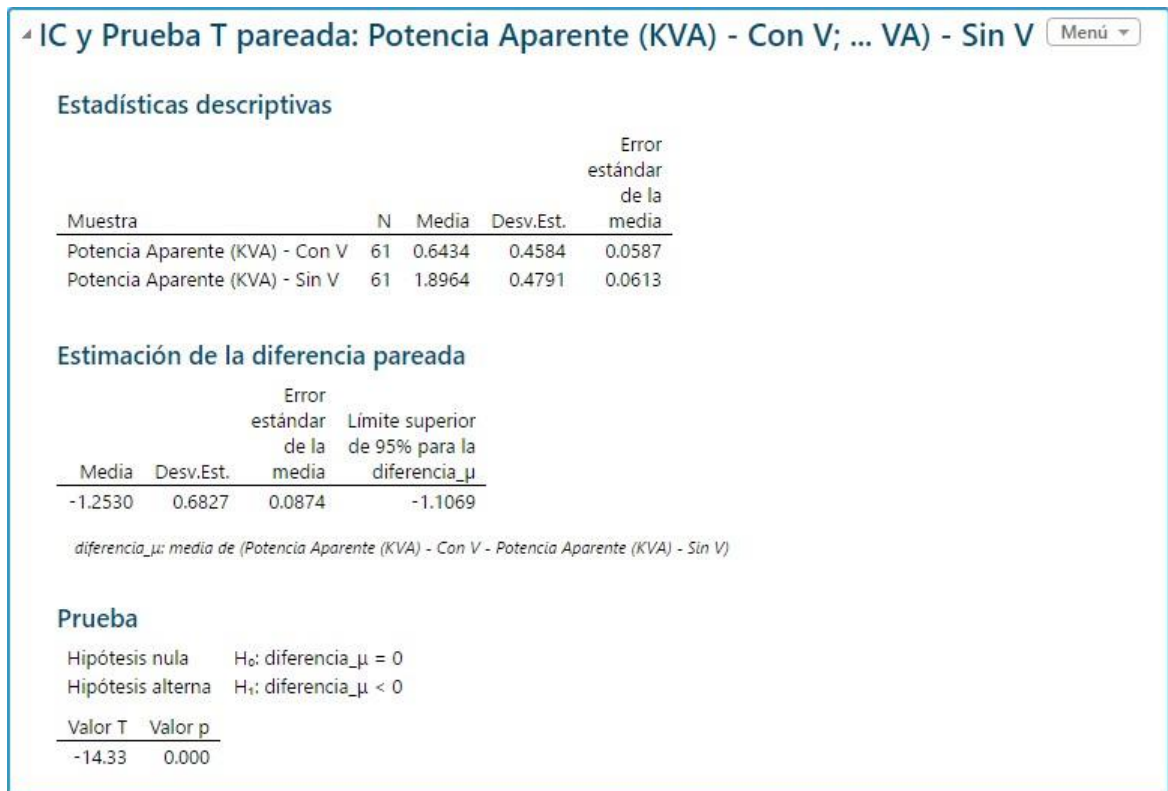 IC y Prueba T pareada: Potencia Aparente (KVA) - Con V; ... VA) - Sin V Menú
Estadísticas descriptivas
Error
estándar
de la
Muestra N Media Desv.Est. media
Potencia Aparente (KVA) - Con V 61 0.6434 0.4584 0.0587
Potencia Aparente (KVA) - Sin V 61 1.8964 0.4791 0.0613
Estimación de la diferencia pareada
Error
estándar Límite superior
de la de 95% para la
Media Desv.Est. media diferencia_μ
-1.2530 0.6827 0.0874 -1.1069
diferencia_μ: media de (Potencia Aparente (KVA) - Con V - Potencia Aparente (KVA) - Sin V)
Prueba
Hipótesis nula H₀: diferencia_μ = 0
Hipótesis alterna H₁: diferencia_μ < 0
Valor T Valor p
-14.33 0.000